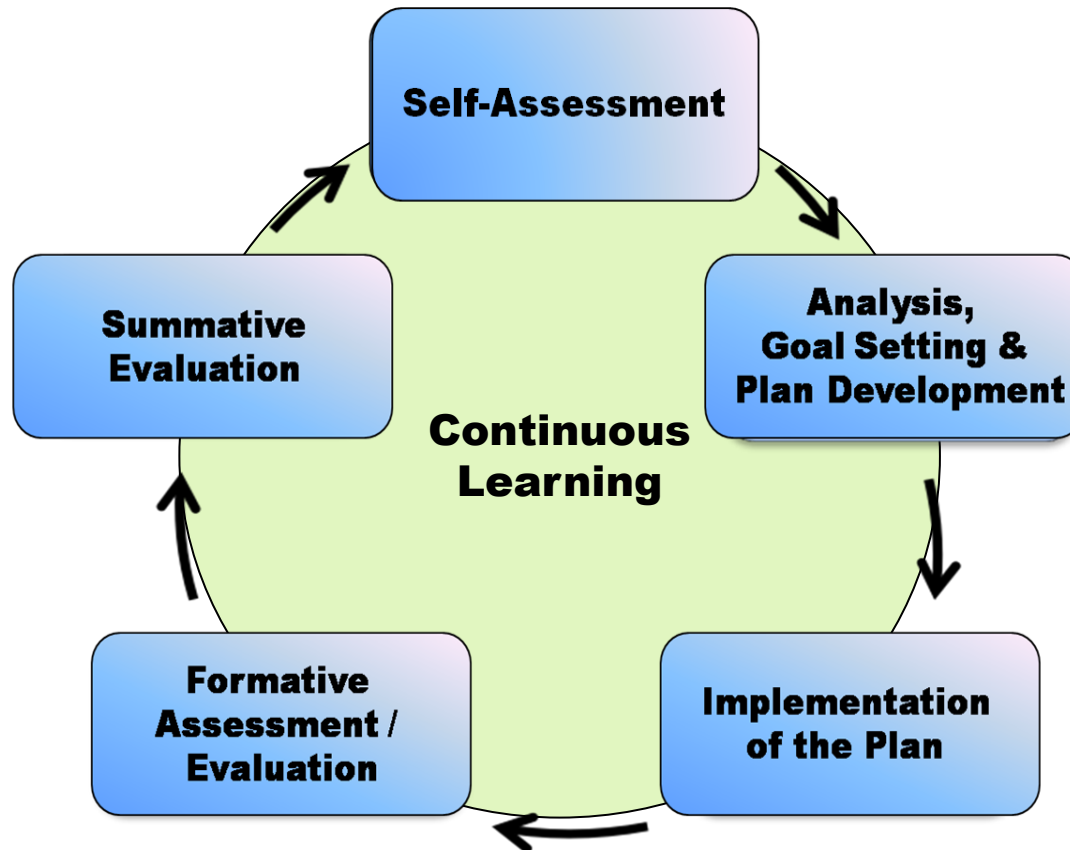 Self-Assessment
Analysis,
Goal Setting &
Plan Development
Implementation
of the Plan
Formative
Assessment /
Evaluation
Summative
Evaluation
Continuous
Learning